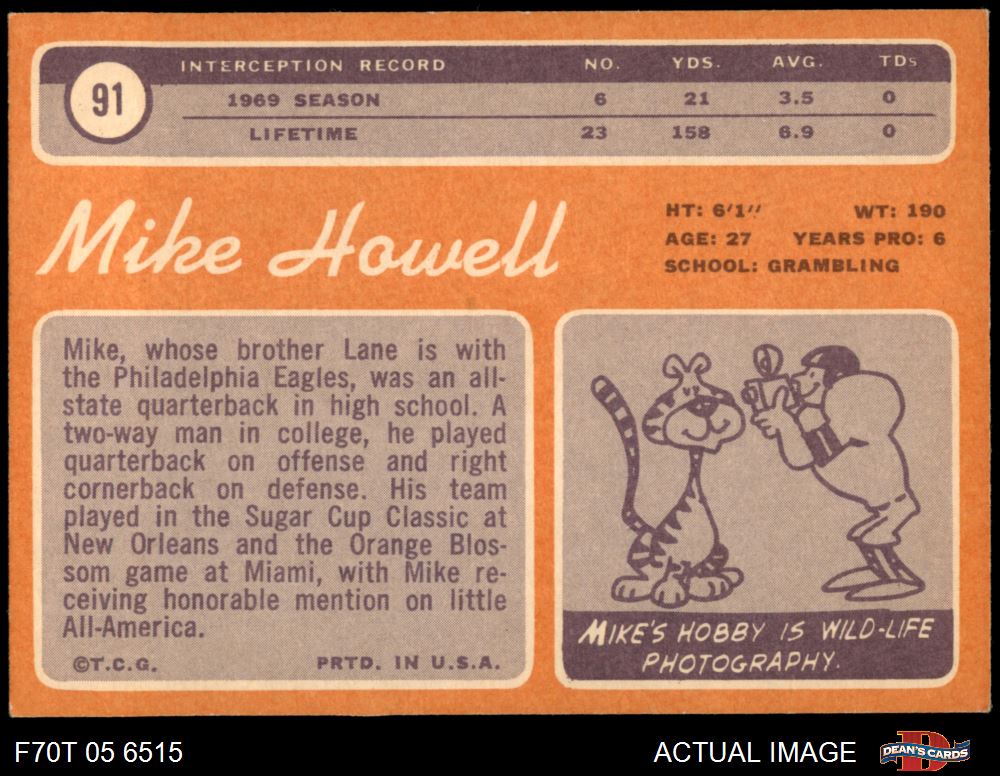 91
INTERCEPTION RECORD NO. YDS. AVG. TDs
1969 SEASON 6 21 3.5 0
LIFETIME 23 158 6.9 0
Mike Howell
HT: 6'1" WT: 190
AGE: 27 YEARS PRO: 6
SCHOOL: GRAMBLING
Mike, whose brother Lane is with
the Philadelphia Eagles, was an all-
state quarterback in high school. A
two-way man in college, he played
quarterback on offense and right
cornerback on defense. His team
played in the Sugar Cup Classic at
New Orleans and the Orange Blos-
som game at Miami, with Mike re-
ceiving honorable mention on little
All-America.
©T.C.G. PRTD. IN U.S.A.
MIKE'S HOBBY IS WILD-LIFE
PHOTOGRAPHY.
F70T 05 6515 ACTUAL IMAGE D DEAN'S CARDS